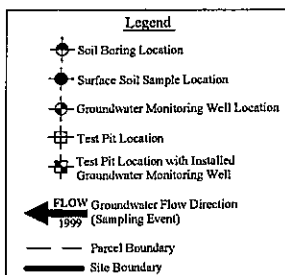 Legend
Soil Boring Location
Surface Soil Sample Location
Groundwater Monitoring Well Location
Test Pit Location
Test Pit Location with Installed
Groundwater Monitoring Well
FLOW Groundwater Flow Direction
1999 (Sampling Event)
Parcel Boundary
Site Boundary